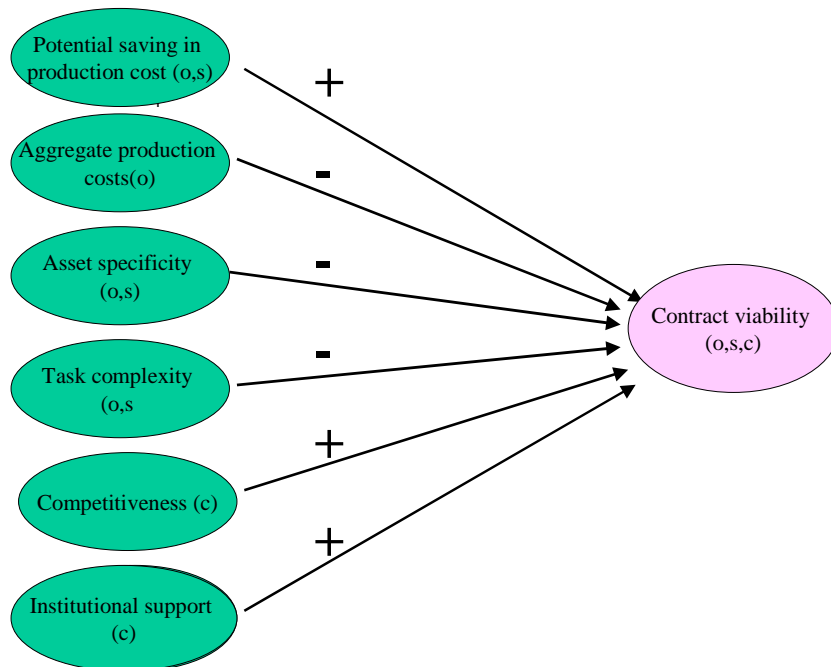 Potential saving in
production cost (o,s)
+
Aggregate production
costs(o)
-
Asset specificity
(o,s)
-
Contract viability
(o,s,c)
Task complexity
(o,s
-
Competitiveness (c)
+
Institutional support
(c)
+